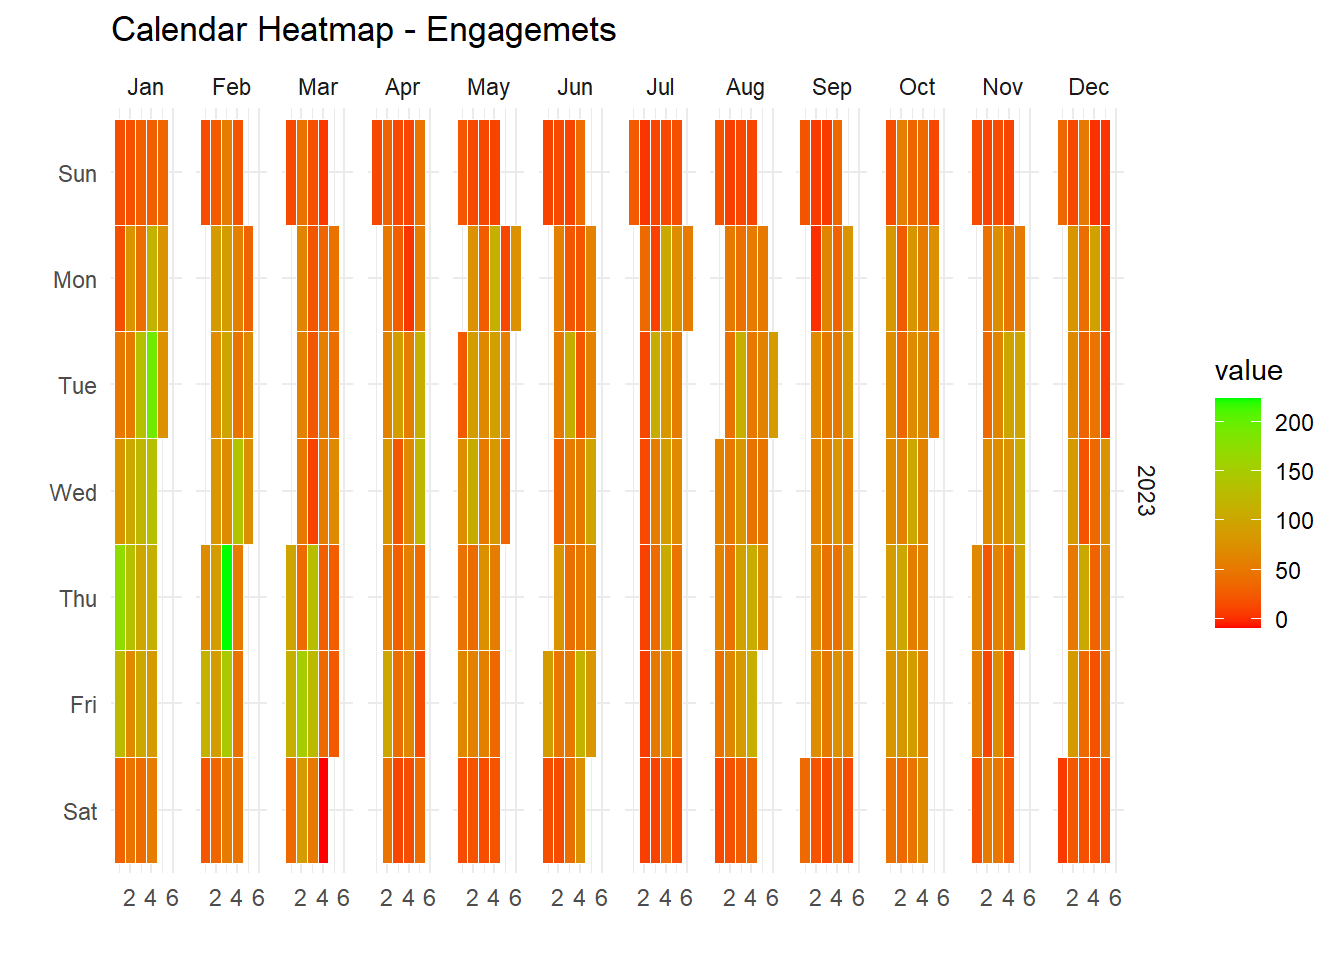 Calendar Heatmap - Engagemets
Jan Feb Mar Apr May Jun Jul Aug Sep Oct Nov Dec
Sun
Mon
Tue
Wed
Thu
Fri
Sat
2 4 6 2 4 6 2 4 6 2 4 6 2 4 6 2 4 6 2 4 6 2 4 6 2 4 6 2 4 6 2 4 6 2 4 6
2023
value
200
150
100
50
0